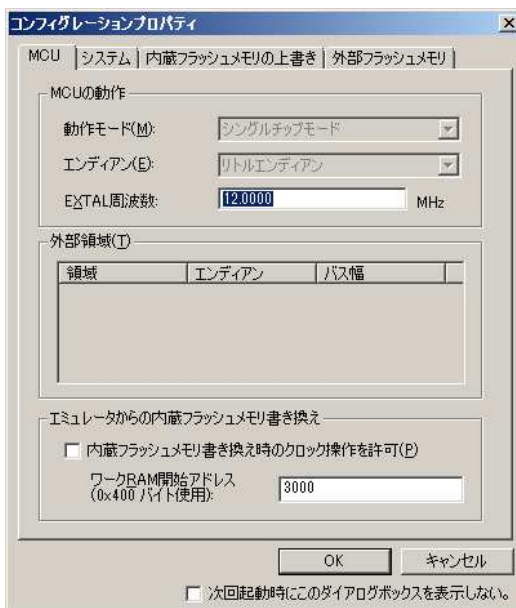 コンフィグレーションプロパティ
MCU システム 内蔵フラッシュメモリの上書き 外部フラッシュメモリ
MCUの動作
動作モード(M): シングルチップモード
エンディアン(E): リトルエンディアン
EXTAL周波数: 12.0000 MHz
外部領域(T)
領域 エンディアン バス幅
エミュレータからの内蔵フラッシュメモリ書き換え
内蔵フラッシュメモリ書き換え時のクロック操作を許可(P)
ワークRAM開始アドレス
(0x400 バイト使用): 3000
OK キャンセル
次回起動時にこのダイアログボックスを表示しない。